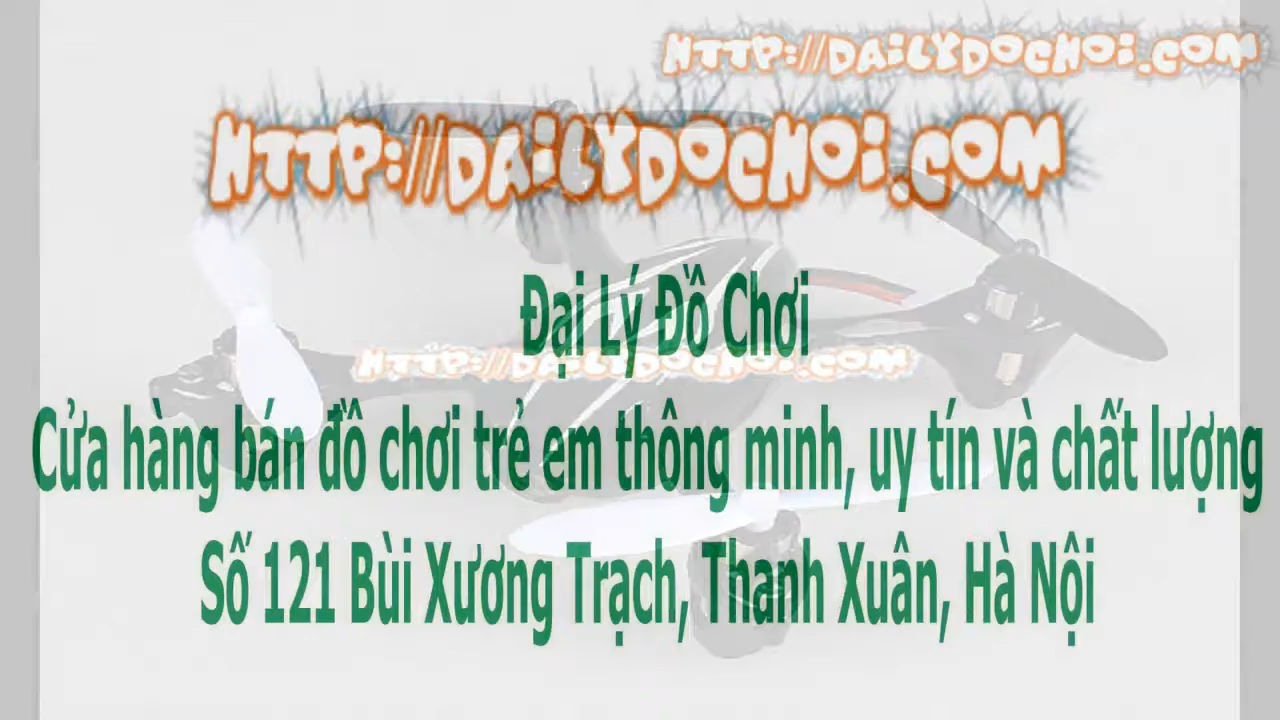 HTTP://DAILYDOCHOI.COM
HTTP://DAILYDOCHOI.COM
Đại Lý Đồ Chơi
HTTP://DAILYDOCHOI.COM
Cửa hàng bán đồ chơi trẻ em thông minh, uy tín và chất lượng
Số 121 Bùi Xương Trạch, Thanh Xuân, Hà Nội